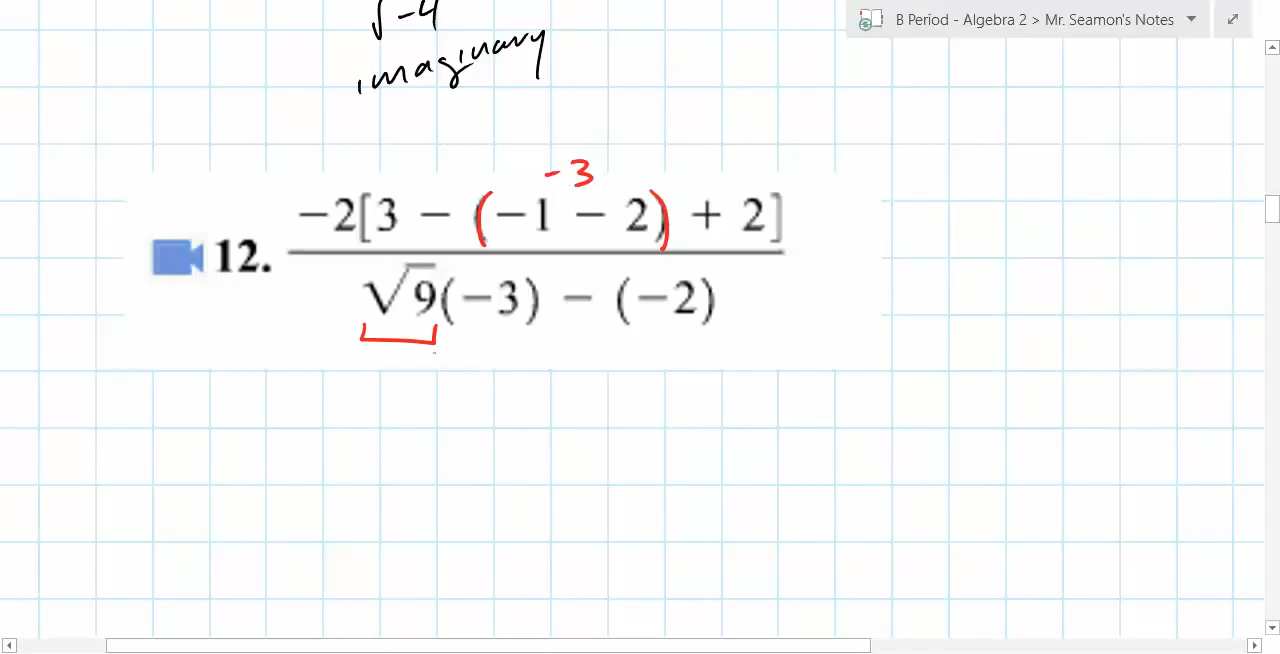 √-4
B Period - Algebra 2 > Mr. Seamon's Notes
imaginary
-3
-2[3 - (-1 - 2) + 2]
12.
√9(-3) - (-2)